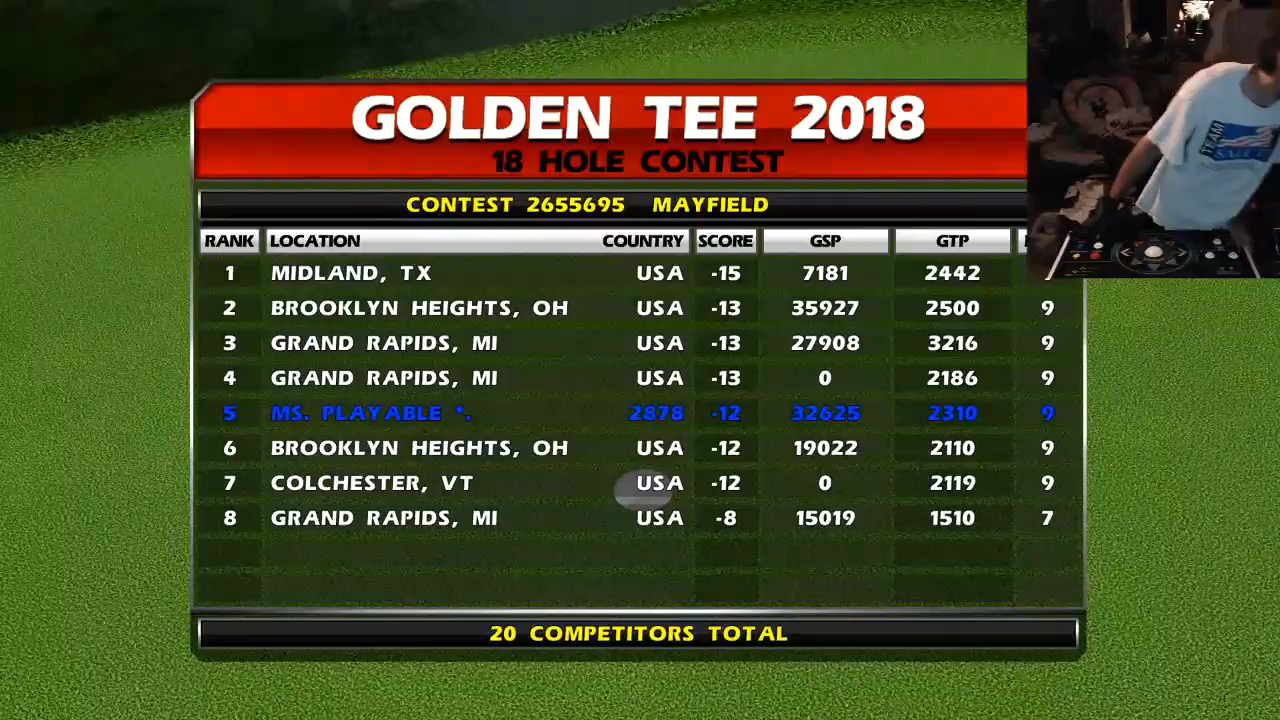 GOLDEN TEE 2018
18 HOLE CONTEST
CONTEST 2655695 MAYFIELD
RANK LOCATION COUNTRY SCORE GSP GTP
1 MIDLAND, TX USA -15 7181 2442
2 BROOKLYN HEIGHTS, OH USA -13 35927 2500 9
3 GRAND RAPIDS, MI USA -13 27908 3216 9
4 GRAND RAPIDS, MI USA -13 0 2186 9
5 MS. PLAYABLE *. 2878 -12 32625 2310 9
6 BROOKLYN HEIGHTS, OH USA -12 19022 2110 9
7 COLCHESTER, VT USA -12 0 2119 9
8 GRAND RAPIDS, MI USA -8 15019 1510 7
20 COMPETITORS TOTAL
TEAM